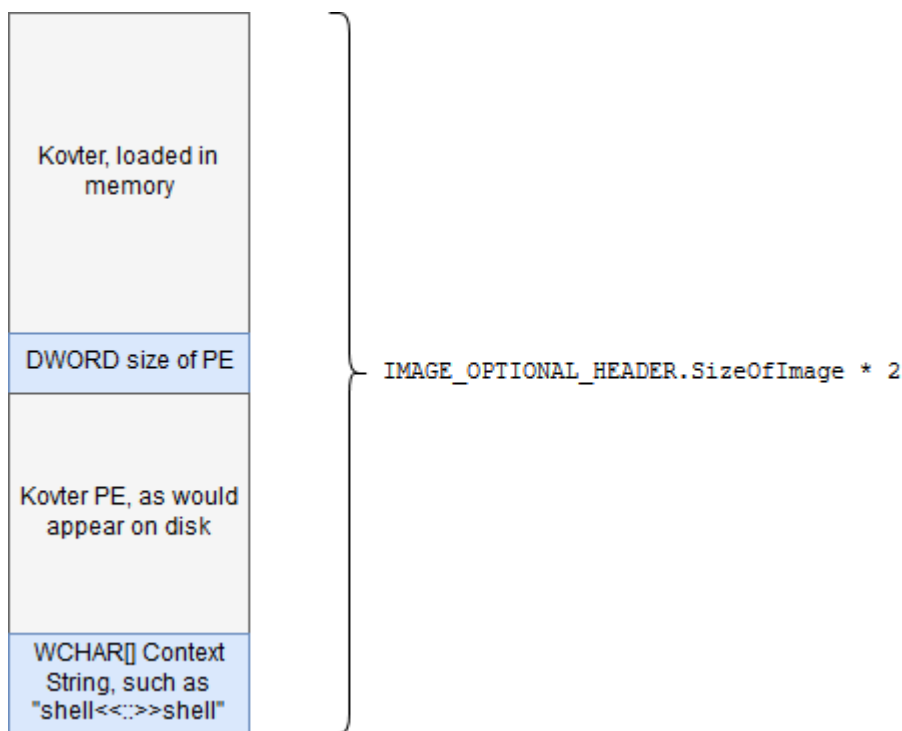 Kovter, loaded in
memory
DWORD size of PE
IMAGE_OPTIONAL_HEADER.SizeOfImage * 2
Kovter PE, as would
appear on disk
WCHAR[] Context
String, such as
"shell<<::>>shell"